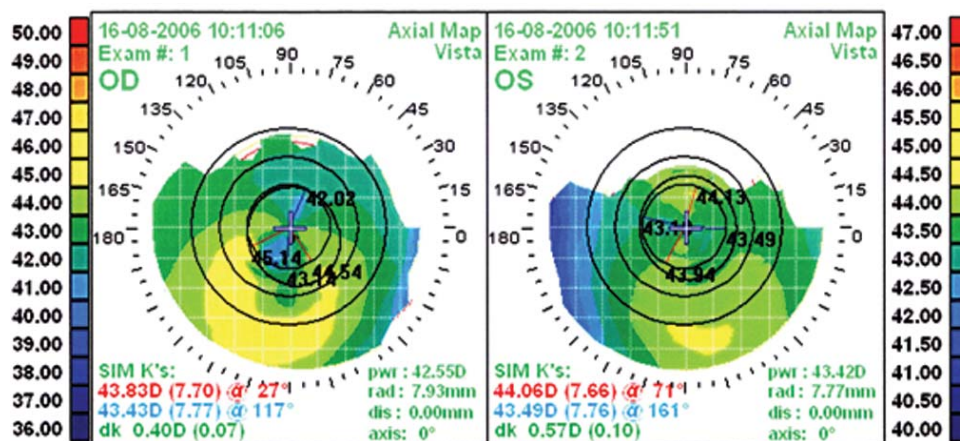 50.00
49.00
48.00
47.00
46.00
45.00
44.00
43.00
42.00
41.00
40.00
39.00
38.00
37.00
36.00
16-08-2006 10:11:06 Axial Map
Exam #: 1 Vista
OD
90
105 75
120 60
135 45
150 30
165 15
180 0
42.02
45.14
SIM K's:
43.83D (7.70) @ 27°
43.43D (7.77) @ 117°
dk 0.40D (0.07)
pwr : 42.55D
rad : 7.93mm
dis : 0.00mm
axis: 0°
16-08-2006 10:11:51 Axial Map
Exam #: 2 Vista
OS
90
105 75
120 60
135 45
150 30
165 15
180 0
44.13
43.49
43.94
SIM K's:
44.06D (7.66) @ 71°
43.49D (7.76) @ 161°
dk 0.57D (0.10)
pwr : 43.42D
rad : 7.77mm
dis : 0.00mm
axis: 0°
47.00
46.50
46.00
45.50
45.00
44.50
44.00
43.50
43.00
42.50
42.00
41.50
41.00
40.50
40.00